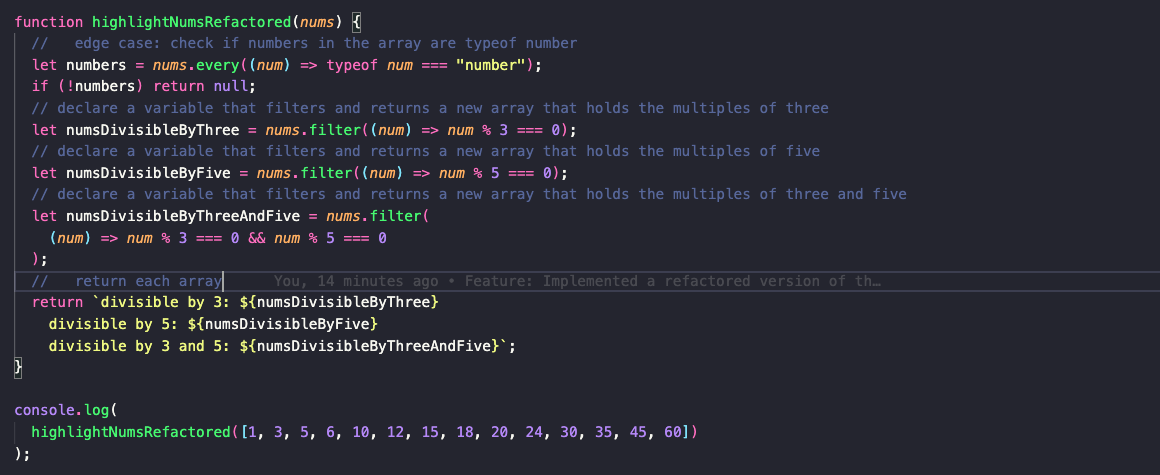 function highlightNumsRefactored(nums) {
  //   edge case: check if numbers in the array are typeof number
  let numbers = nums.every((num) => typeof num === "number");
  if (!numbers) return null;
  // declare a variable that filters and returns a new array that holds the multiples of three
  let numsDivisibleByThree = nums.filter((num) => num % 3 === 0);
  // declare a variable that filters and returns a new array that holds the multiples of five
  let numsDivisibleByFive = nums.filter((num) => num % 5 === 0);
  // declare a variable that filters and returns a new array that holds the multiples of three and five
  let numsDivisibleByThreeAndFive = nums.filter(
    (num) => num % 3 === 0 && num % 5 === 0
  );
  //   return each array      You, 14 minutes ago • Feature: Implemented a refactored version of th…
  return `divisible by 3: ${numsDivisibleByThree}
    divisible by 5: ${numsDivisibleByFive}
    divisible by 3 and 5: ${numsDivisibleByThreeAndFive}`;
}

console.log(
  highlightNumsRefactored([1, 3, 5, 6, 10, 12, 15, 18, 20, 24, 30, 35, 45, 60])
);